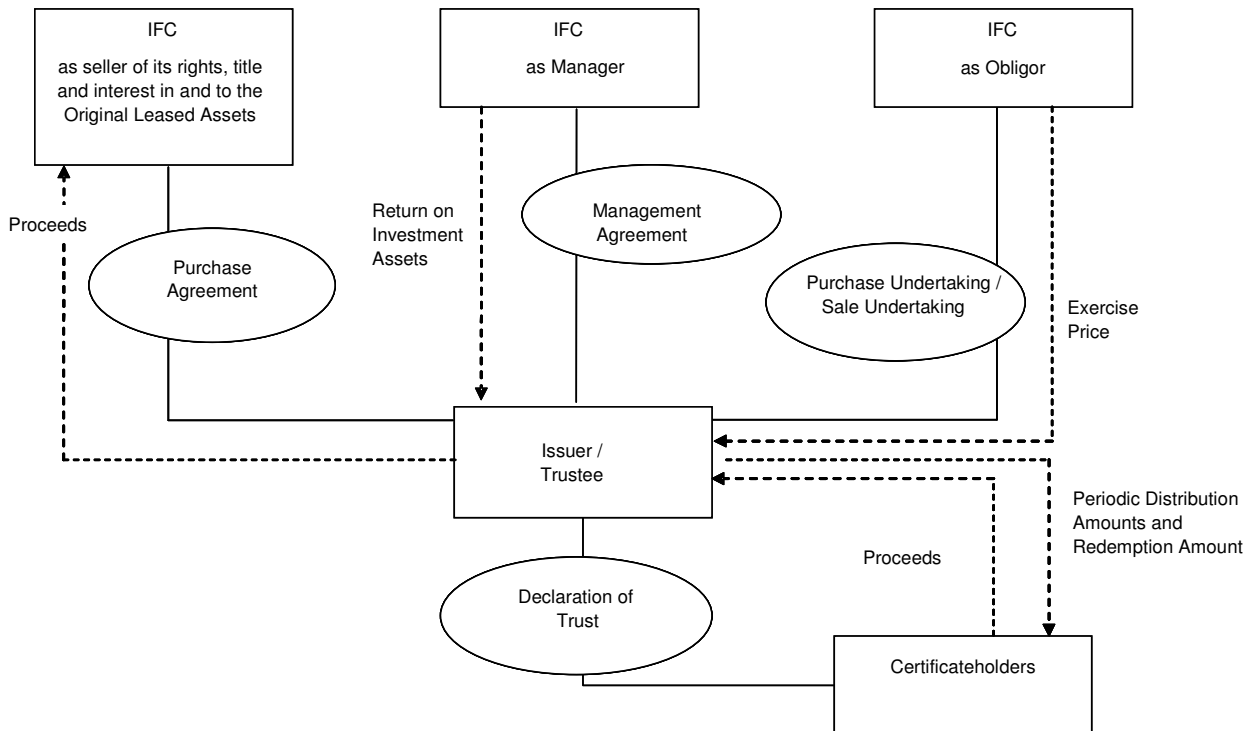 IFC
as seller of its rights, title
and interest in and to the
Original Leased Assets
IFC
as Manager
IFC
as Obligor
Proceeds
Purchase
Agreement
Return on
Investment
Assets
Management
Agreement
Purchase Undertaking /
Sale Undertaking
Exercise
Price
Issuer /
Trustee
Periodic Distribution
Amounts and
Redemption Amount
Proceeds
Declaration of
Trust
Certificateholders